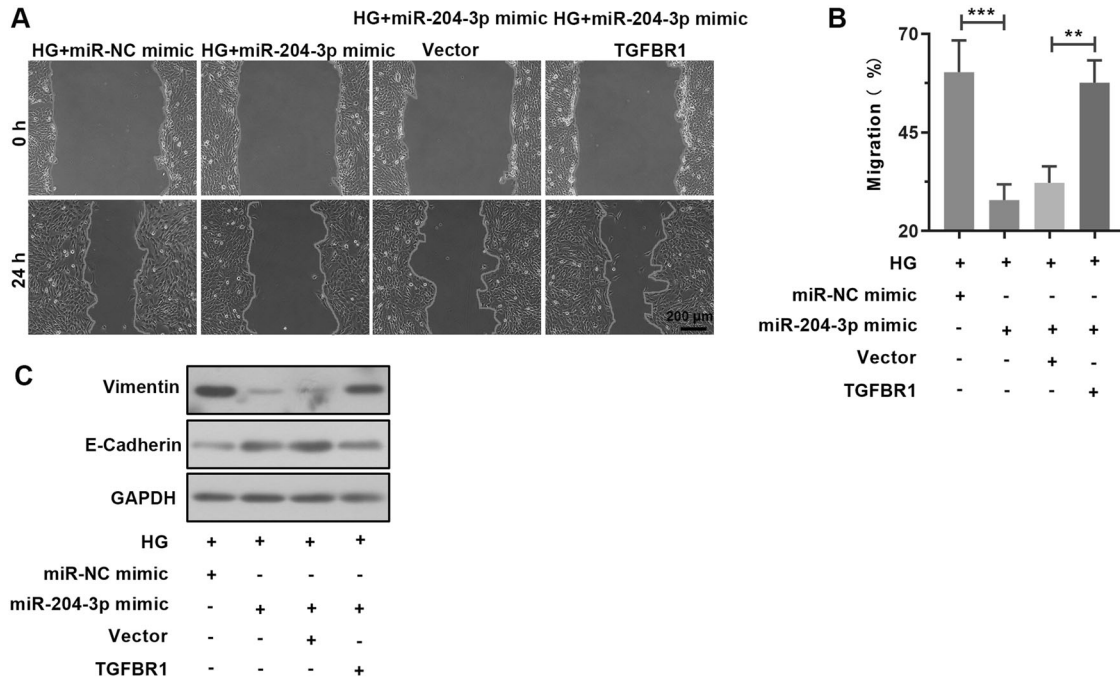 A
HG+miR-204-3p mimic HG+miR-204-3p mimic
HG+miR-NC mimic HG+miR-204-3p mimic Vector TGFBR1
0 h
24 h
200 μm
B
*** **
Migration ( %)
70
45
20
HG + + + +
miR-NC mimic + - - -
miR-204-3p mimic - + + +
Vector - - + -
TGFBR1 - - - +
C
Vimentin
E-Cadherin
GAPDH
HG + + + +
miR-NC mimic + - - -
miR-204-3p mimic - + + +
Vector - - + -
TGFBR1 - - - +